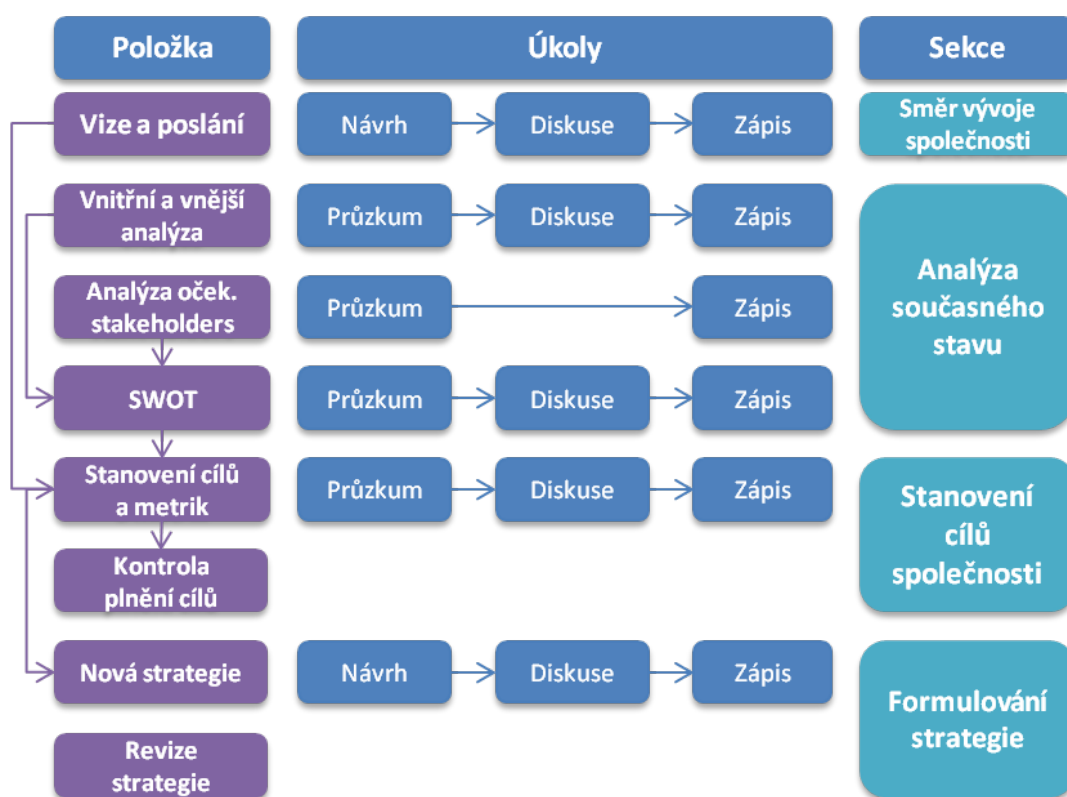 Položka
Úkoly
Sekce
Vize a poslání
Návrh
Diskuse
Zápis
Směr vývoje
společnosti
Vnitřní a vnější
analýza
Průzkum
Diskuse
Zápis
Analýza
současného
stavu
Analýza oček.
stakeholders
Průzkum
Zápis
SWOT
Průzkum
Diskuse
Zápis
Stanovení cílů
a metrik
Průzkum
Diskuse
Zápis
Stanovení
cílů
společnosti
Kontrola
plnění cílů
Nová strategie
Návrh
Diskuse
Zápis
Formulování
strategie
Revize
strategie